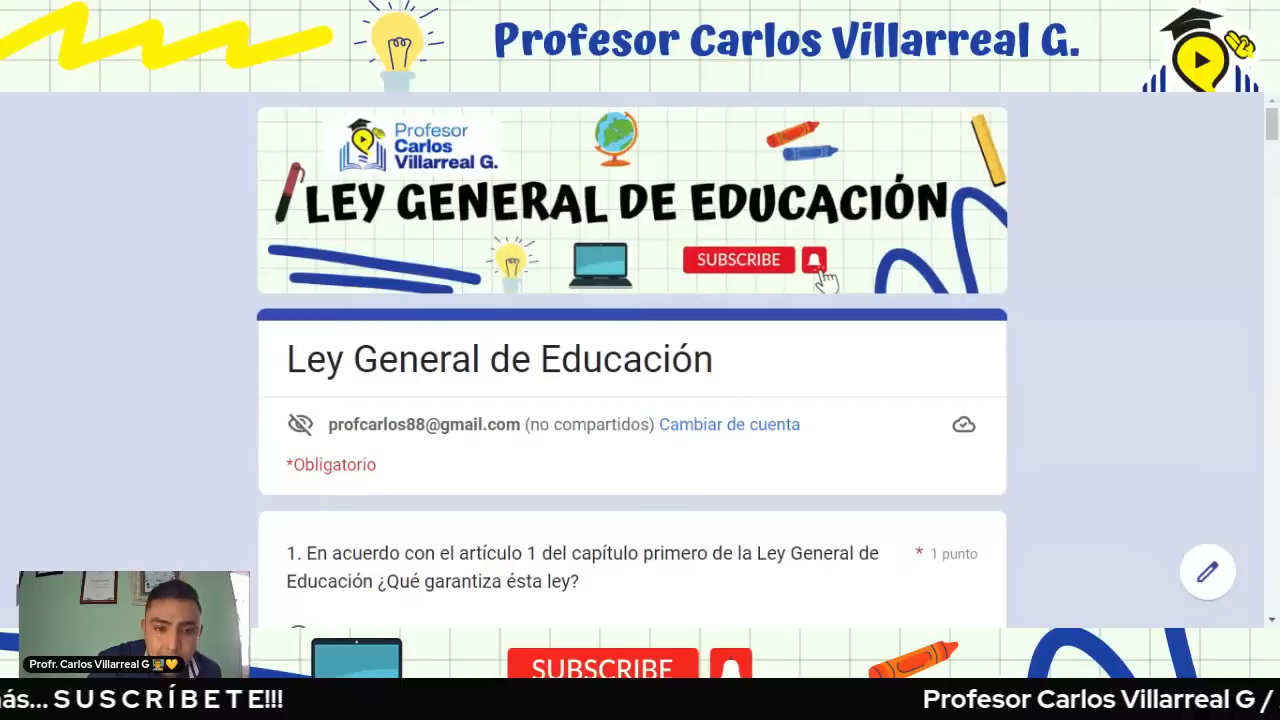 Profesor Carlos Villarreal G.
Profesor
Carlos
Villarreal G.
LEY GENERAL DE EDUCACIÓN
SUBSCRIBE
Ley General de Educación
profcarlos88@gmail.com (no compartidos) Cambiar de cuenta
*Obligatorio
1. En acuerdo con el artículo 1 del capítulo primero de la Ley General de * 1 punto
Educación ¿Qué garantiza ésta ley?
Profr. Carlos Villarreal G
SUBSCRIBE
ás... SUSCRÍBETE!!!
Profesor Carlos Villarreal G /